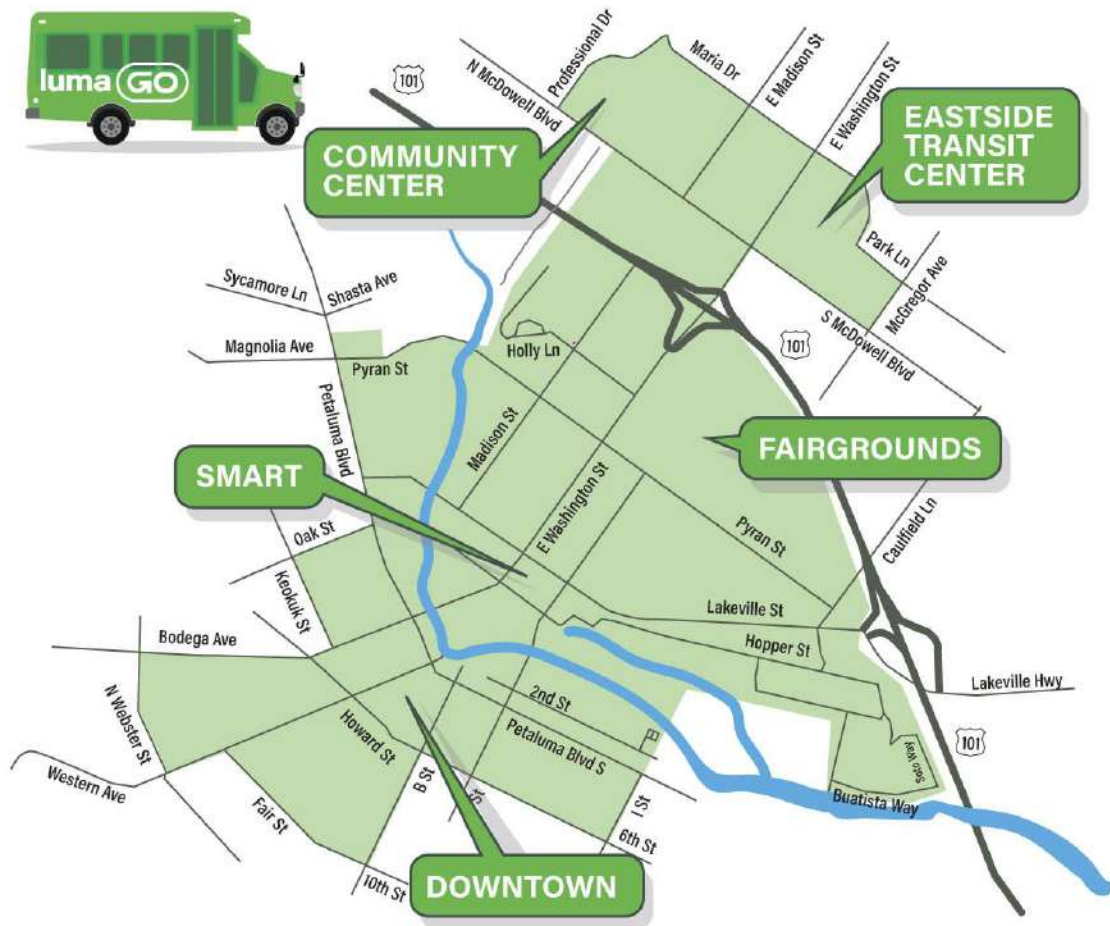 luma GO
101
N McDowell Blvd
Professional Dr
Maria Dr
E Madison St
E Washington St
COMMUNITY
CENTER
EASTSIDE
TRANSIT
CENTER
Park Ln
McGregor Ave
Sycamore Ln
Shasta Ave
Magnolia Ave
Pyran St
Holly Ln
101
S McDowell Blvd
Petaluma Blvd
Madison St
FAIRGROUNDS
SMART
E Washington St
Pyran St
Caulfield Ln
Oak St
Keokuk St
Lakeville St
Hopper St
Bodega Ave
Lakeville Hwy
N Webster St
2nd St
Howard St
Petaluma Blvd S
101
Soto Way
Western Ave
Fair St
B St
St
I St
Buatista Way
6th St
10th St
DOWNTOWN